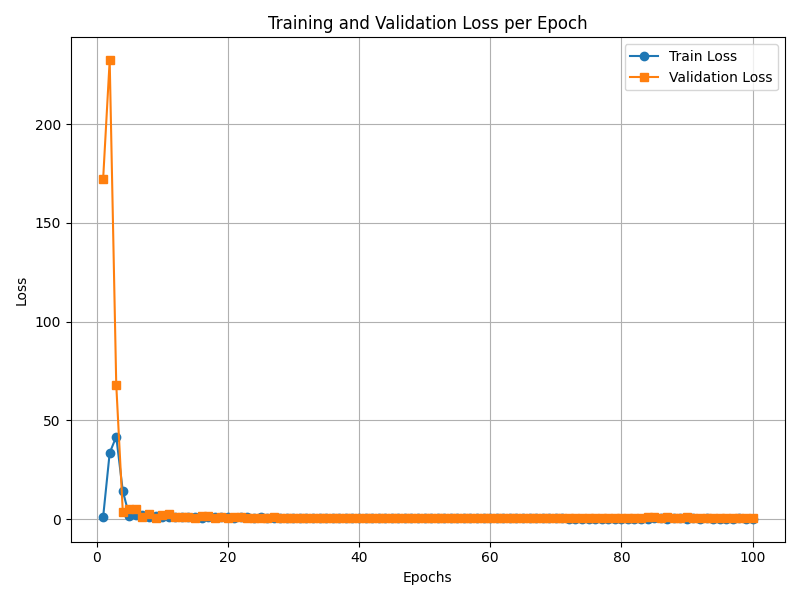 Training and Validation Loss per Epoch
Train Loss
Validation Loss
Loss
200
150
100
50
0
0 20 40 60 80 100
Epochs